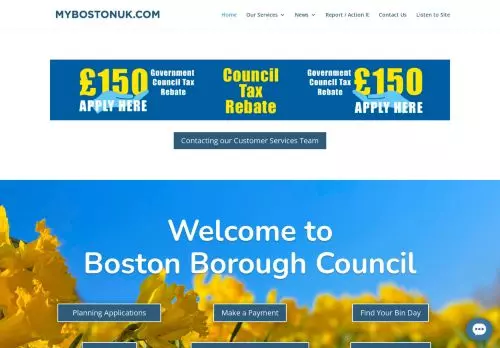 MYBOSTONUK.COM
Home Our Services News Report / Action It Contact Us Listen to Site
£150 Government Council Tax Rebate
APPLY HERE
Council Tax Rebate
Government Council Tax Rebate £150
APPLY HERE
Contacting our Customer Services Team
Welcome to
Boston Borough Council
Planning Applications Make a Payment Find Your Bin Day